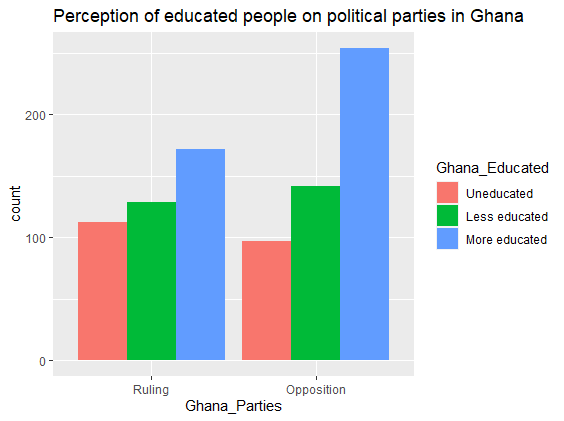 Perception of educated people on political parties in Ghana
count
200
100
0
Ruling
Opposition
Ghana_Parties
Ghana_Educated
Uneducated
Less educated
More educated